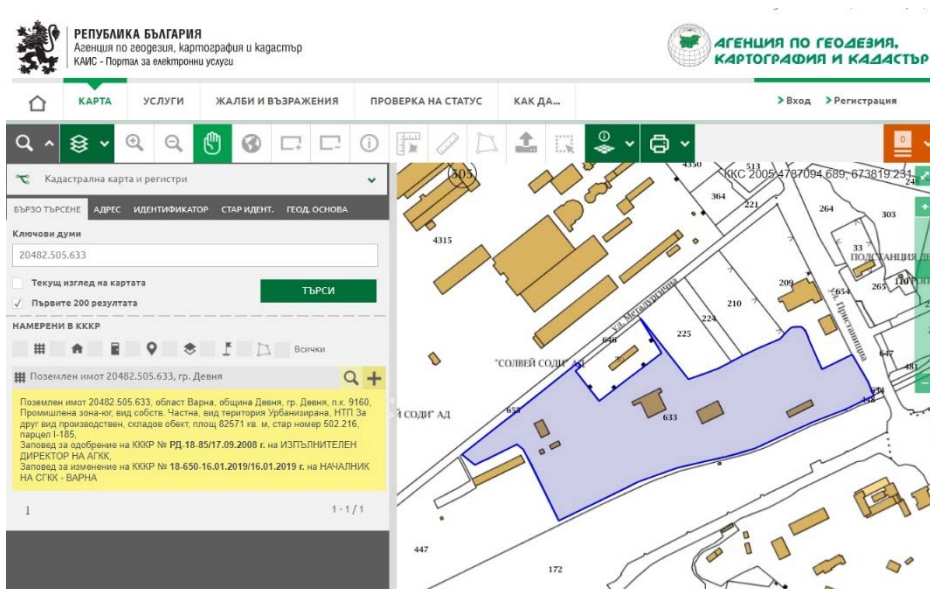 РЕПУБЛИКА БЪЛГАРИЯ
Агенция по геодезия, картография и кадастър
КАИС - Портал за електронни услуги
АГЕНЦИЯ ПО ГЕОДЕЗИЯ,
КАРТОГРАФИЯ И КАДАСТЪР
КАРТА УСЛУГИ ЖАЛБИ И ВЪЗРАЖЕНИЯ ПРОВЕРКА НА СТАТУС КАК ДА...
Вход Регистрация
0
Кадастрална карта и регистри
БЪРЗО ТЪРСЕНЕ АДРЕС ИДЕНТИФИКАТОР СТАР ИДЕНТ. ГЕОД. ОСНОВА
Ключови думи
20482.505.633
Текущ изглед на картата
Първите 200 резултата
ТЪРСИ
НАМЕРЕНИ В КККР
Всички
Поземлен имот 20482.505.633, гр. Девня
Поземлен имот 20482.505.633, област Варна, община Девня, гр. Девня, п.к. 9160,
Промишлена зона-юг, вид собств. Частна, вид територия Урбанизирана, НТП За
друг вид производствен, складов обект, площ 82571 кв. м, стар номер 502.216,
парцел I-185,
Заповед за одобрение на КККР № РД-18-85/17.09.2008 г. на ИЗПЪЛНИТЕЛЕН
ДИРЕКТОР НА АГКК,
Заповед за изменение на КККР № 18-650-16.01.2019/16.01.2019 г. на НАЧАЛНИК
НА СГКК - ВАРНА
1
1 - 1 / 1
ККС 2005:4787094.689; 673819.231
(505)
4350
513
364
221
264
303
4315
33
209
654
265
210
224
225
ул. Металургична
ул. Пристанищна
646
"СОЛВЕЙ СОДИ" АД
647
481
СОДИ" АД
633
447
172